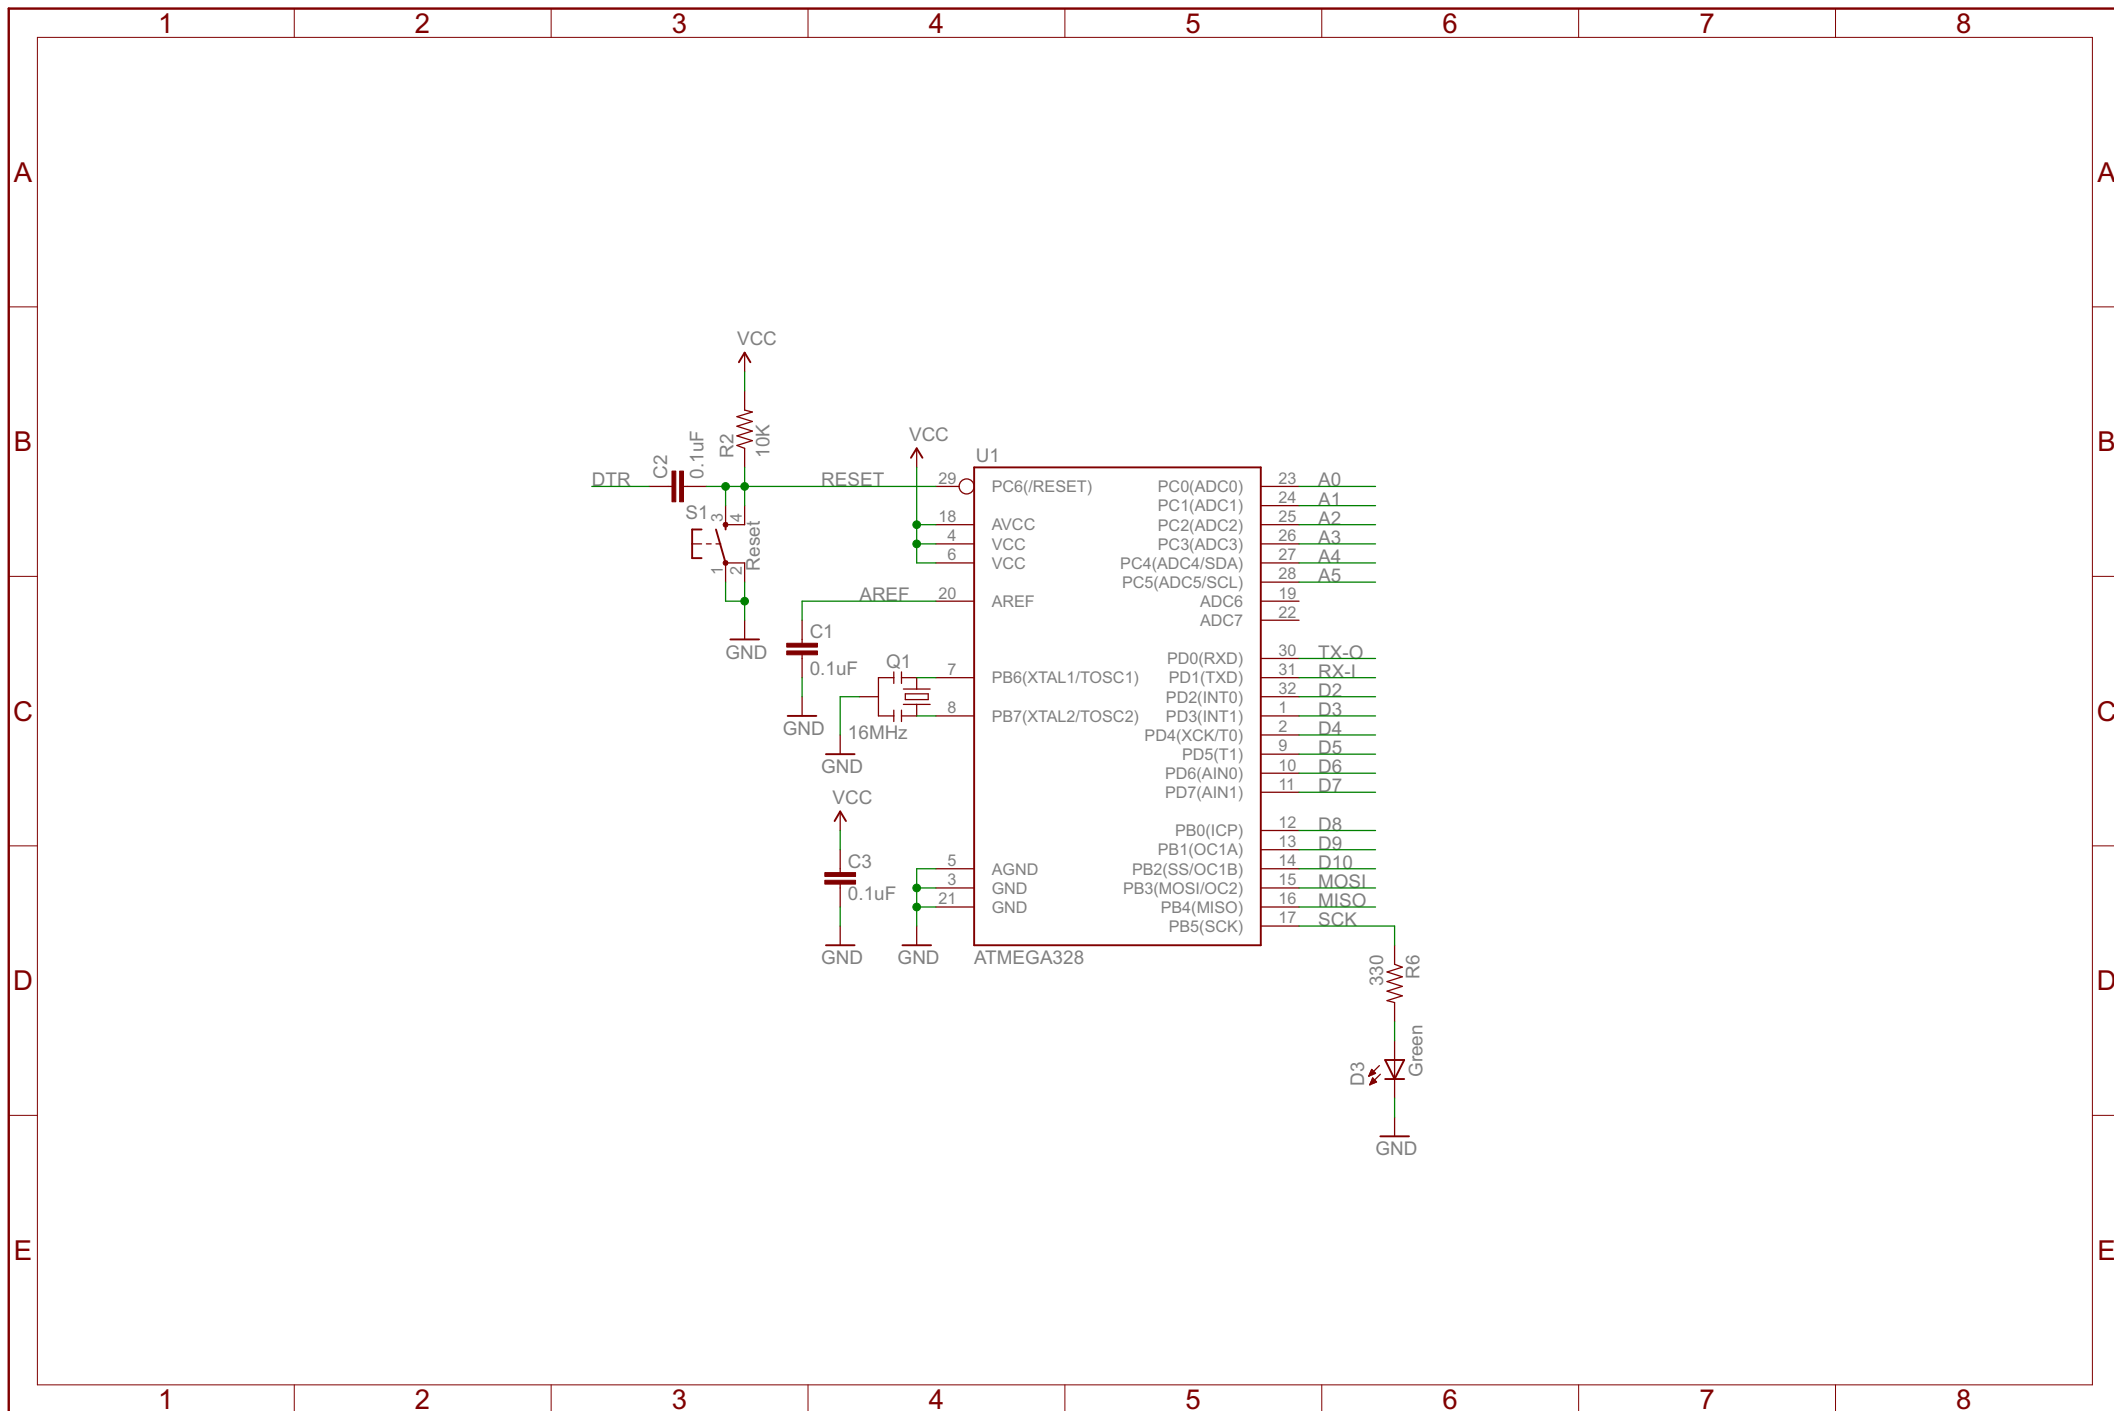 1 2 3 4 5 6 7 8
A A
VCC
B B
R2 10K
C2 0.1uF
DTR
RESET
VCC
S1 3 4
1 2 Reset
GND
AREF
C1
0.1uF
GND
Q1
16MHz
GND
VCC
C3
0.1uF
GND
GND
U1
29 PC6(/RESET) PC0(ADC0) 23 A0
PC1(ADC1) 24 A1
18 AVCC PC2(ADC2) 25 A2
4 VCC PC3(ADC3) 26 A3
6 VCC PC4(ADC4/SDA) 27 A4
PC5(ADC5/SCL) 28 A5
20 AREF ADC6 19
ADC7 22
PD0(RXD) 30 TX-O
7 PB6(XTAL1/TOSC1) PD1(TXD) 31 RX-I
PD2(INT0) 32 D2
8 PB7(XTAL2/TOSC2) PD3(INT1) 1 D3
PD4(XCK/T0) 2 D4
PD5(T1) 9 D5
PD6(AIN0) 10 D6
PD7(AIN1) 11 D7
PB0(ICP) 12 D8
PB1(OC1A) 13 D9
5 AGND PB2(SS/OC1B) 14 D10
3 GND PB3(MOSI/OC2) 15 MOSI
21 GND PB4(MISO) 16 MISO
PB5(SCK) 17 SCK
ATMEGA328
C C
D D
330 R6
D3 Green
GND
E E
1 2 3 4 5 6 7 8